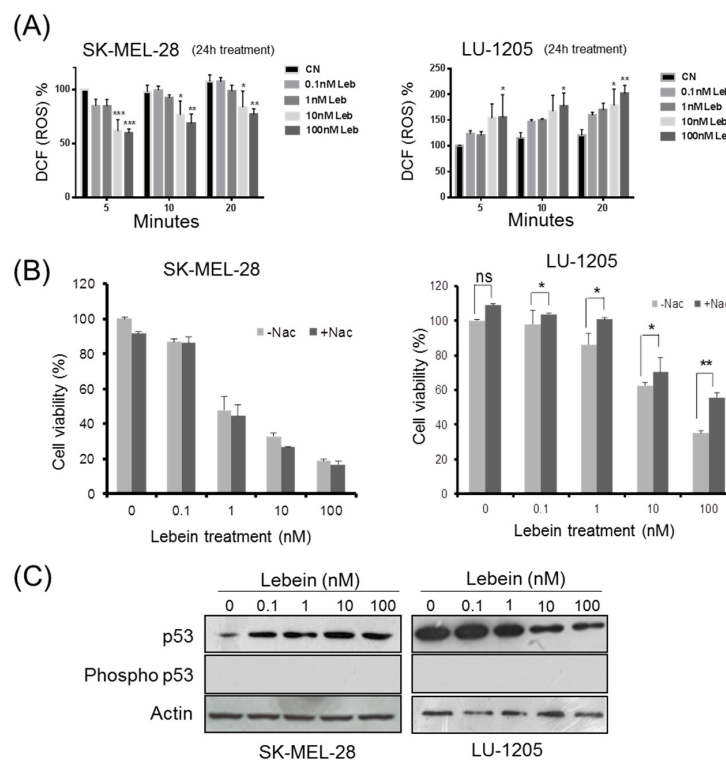 (A)
SK-MEL-28 (24h treatment)
DCF (ROS) %
100
50
0
CN
0.1nM Leb
1nM Leb
10nM Leb
100nM Leb
*** *** * ** * **
5 10 20
Minutes
LU-1205 (24h treatment)
DCF (ROS) %
250
200
150
100
50
0
CN
0.1nM Leb
1nM Leb
10nM Leb
100nM Le
* * * **
5 10 20
Minutes
(B)
SK-MEL-28
Cell viability (%)
120
100
80
60
40
20
0
-Nac +Nac
0 0.1 1 10 100
Lebein treatment (nM)
LU-1205
Cell viability (%)
120
100
80
60
40
20
0
-Nac +Nac
ns * * * **
0 0.1 1 10 100
Lebein treatment (nM)
(C)
Lebein (nM) Lebein (nM)
0 0.1 1 10 100 0 0.1 1 10 100
p53
Phospho p53
Actin
SK-MEL-28 LU-1205